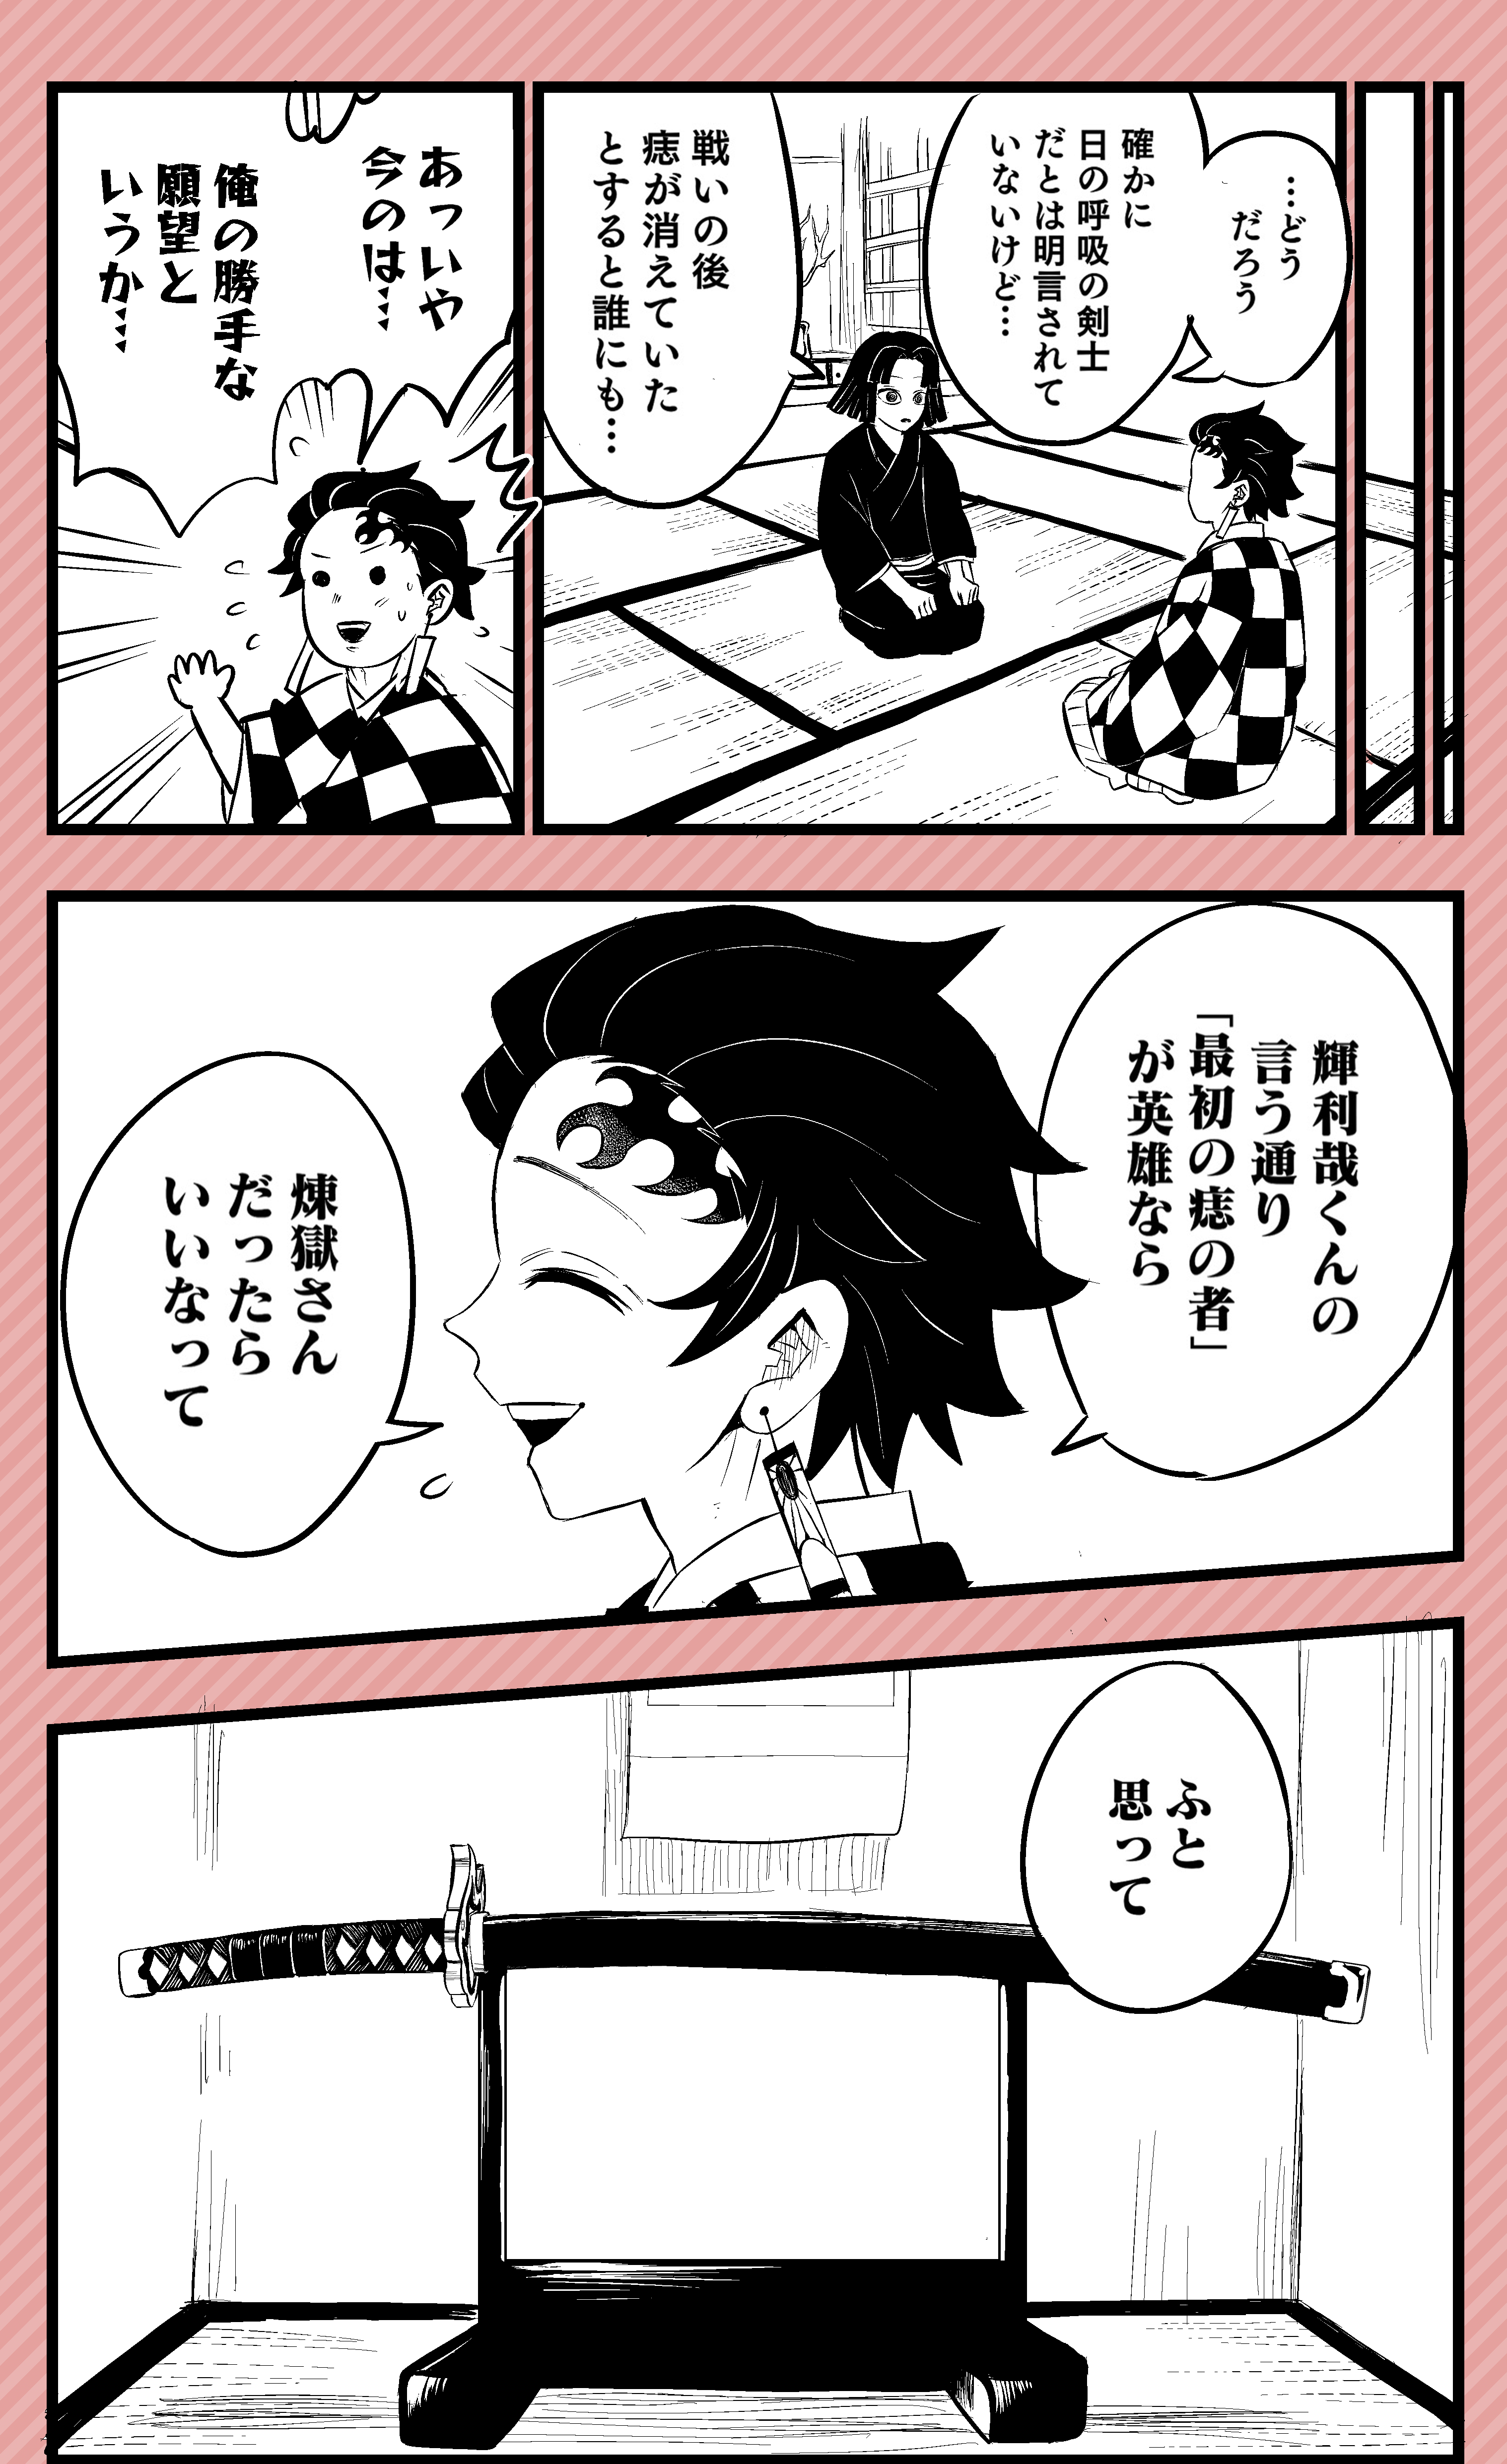 …どう
だろう
確かに
日の呼吸の剣士
だとは明言されて
いないけど…
戦いの後
痣が消えていた
とすると誰にも…
あっいや
今のは…
俺の勝手な
願望と
いうか…
輝利哉くんの
言う通り
「最初の痣の者」
が英雄なら
煉獄さん
だったら
いいなって
ふと
思って